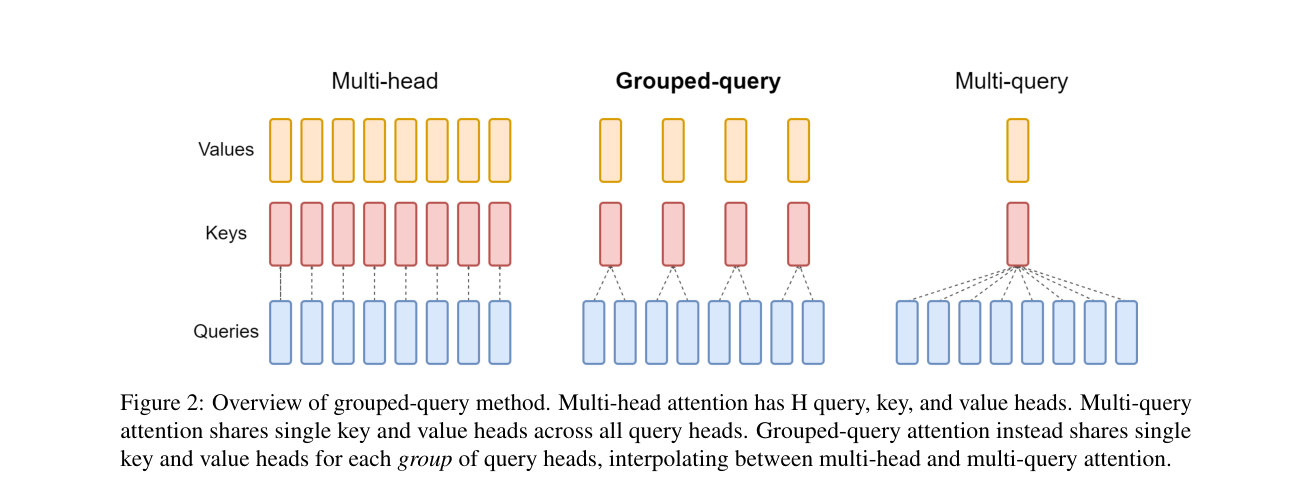 Multi-head
Grouped-query
Multi-query
Values
Keys
Queries
Figure 2: Overview of grouped-query method. Multi-head attention has H query, key, and value heads. Multi-query
attention shares single key and value heads across all query heads. Grouped-query attention instead shares single
key and value heads for each group of query heads, interpolating between multi-head and multi-query attention.